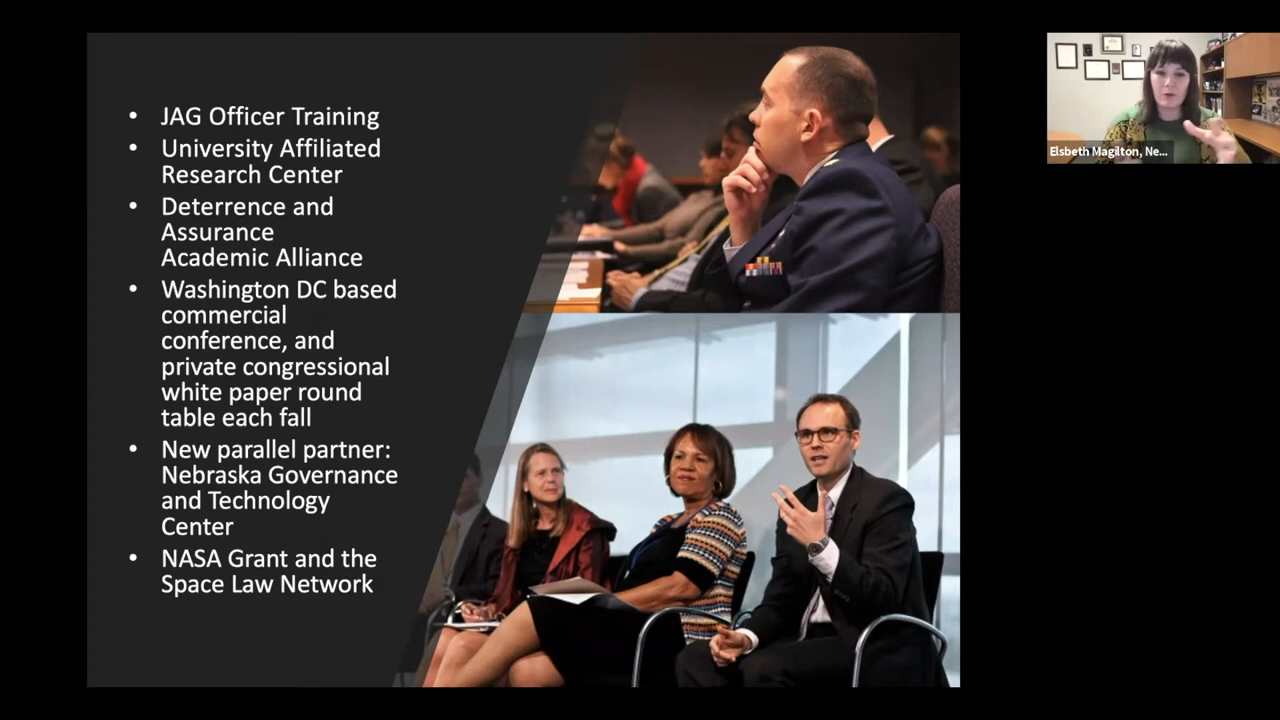 • JAG Officer Training
• University Affiliated
Research Center
• Deterrence and
Assurance
Academic Alliance
• Washington DC based
commercial
conference, and
private congressional
white paper round
table each fall
• New parallel partner:
Nebraska Governance
and Technology
Center
• NASA Grant and the
Space Law Network
Elsbeth Magilton, Ne...